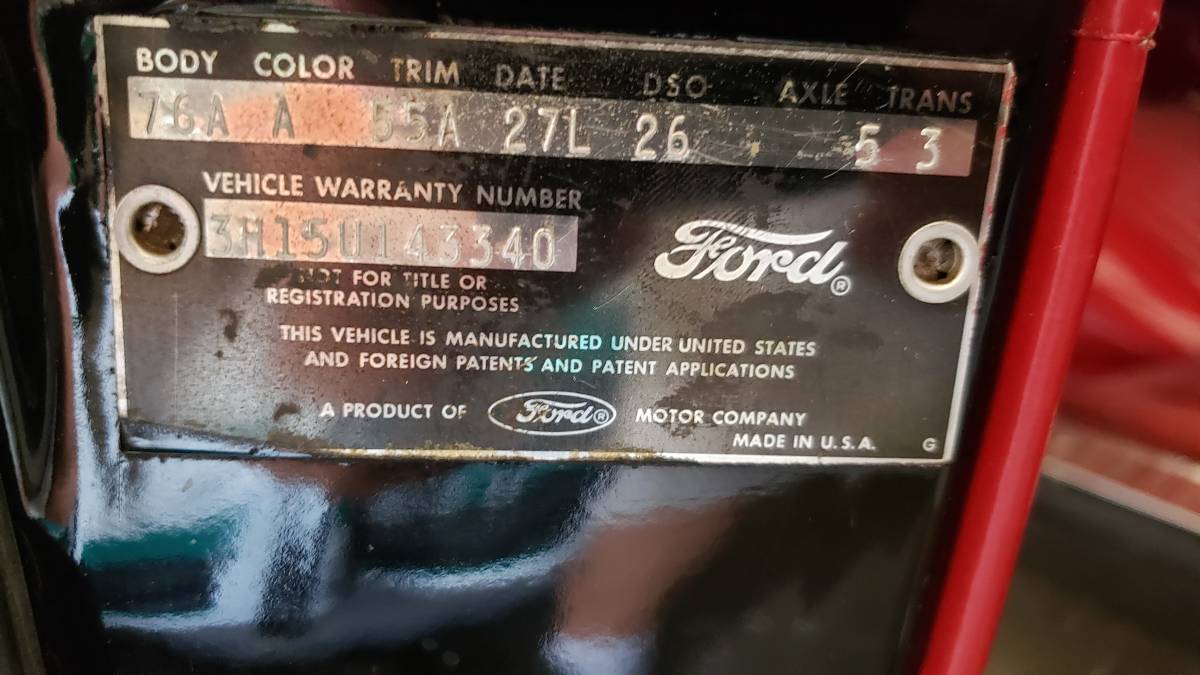 BODY COLOR TRIM DATE DSO AXLE TRANS
76A A 55A 27L 26 5 3
VEHICLE WARRANTY NUMBER
3H15U143340
Ford®
NOT FOR TITLE OR
REGISTRATION PURPOSES
THIS VEHICLE IS MANUFACTURED UNDER UNITED STATES
AND FOREIGN PATENTS AND PATENT APPLICATIONS
A PRODUCT OF Ford® MOTOR COMPANY
MADE IN U.S.A. G